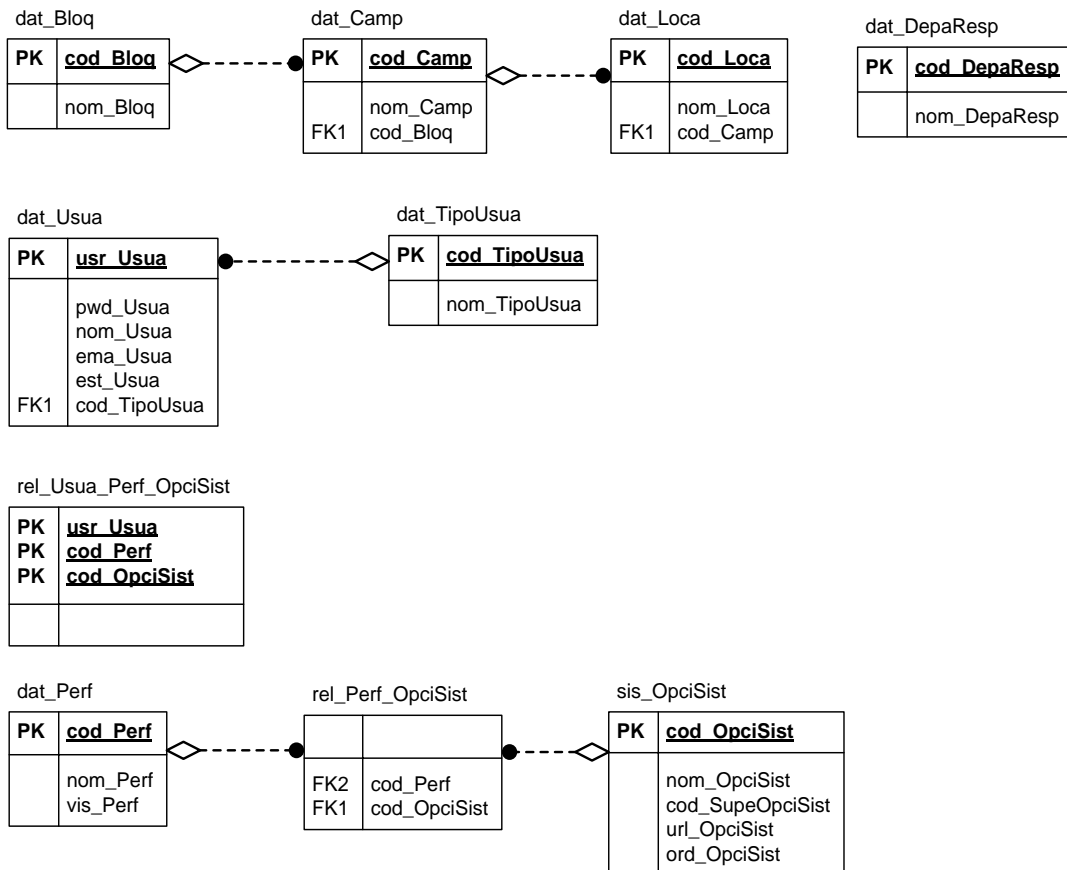 dat_Bloq
PK cod_Bloq
nom_Bloq
dat_Camp
PK cod_Camp
nom_Camp
FK1 cod_Bloq
dat_Loca
PK cod_Loca
nom_Loca
FK1 cod_Camp
dat_DepaResp
PK cod_DepaResp
nom_DepaResp
dat_Usua
PK usr_Usua
pwd_Usua
nom_Usua
ema_Usua
est_Usua
FK1 cod_TipoUsua
dat_TipoUsua
PK cod_TipoUsua
nom_TipoUsua
rel_Usua_Perf_OpciSist
PK usr_Usua
PK cod_Perf
PK cod_OpciSist
dat_Perf
PK cod_Perf
nom_Perf
vis_Perf
rel_Perf_OpciSist
FK2 cod_Perf
FK1 cod_OpciSist
sis_OpciSist
PK cod_OpciSist
nom_OpciSist
cod_SupeOpciSist
url_OpciSist
ord_OpciSist